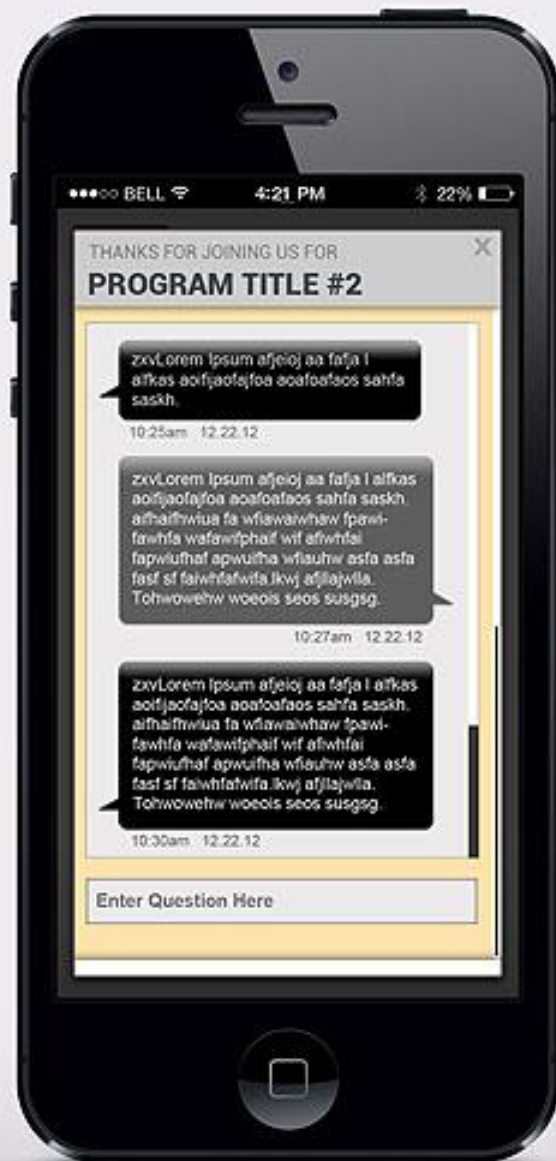 BELL 4:21 PM 22%
THANKS FOR JOINING US FOR X
PROGRAM TITLE #2
zxvLorem Ipsum afjeioj aa fafja l
alfkas aoifijaofajfoa aoafoafaos sahfa
saskh.
10:25am 12.22.12
zxvLorem Ipsum afjeioj aa fafja l alfkas
aoifijaofajfoa aoafoafaos sahfa saskh.
aifhaifhwiua fa wfiawaiwhaw fpawi-
fawhfa wafawifphaif wif afiwhfai
fapwiufhaf apwuifha wfiauhw asfa asfa
fasf sf faiwhfafwifa.lkwj afjllajwlla.
Tohwowehw woeois seos susgsg.
10:27am 12.22.12
zxvLorem Ipsum afjeioj aa fafja l alfkas
aoifijaofajfoa aoafoafaos sahfa saskh.
aifhaifhwiua fa wfiawaiwhaw fpawi-
fawhfa wafawifphaif wif afiwhfai
fapwiufhaf apwuifha wfiauhw asfa asfa
fasf sf faiwhfafwifa.lkwj afjllajwlla.
Tohwowehw woeois seos susgsg.
10:30am 12.22.12
Enter Question Here